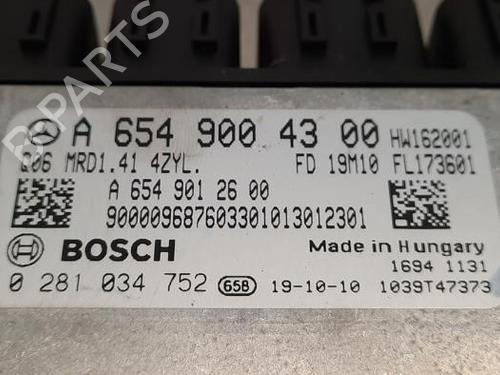 A 654 900 43 00 HW162001
Q06 MRD1.41 4ZYL. FD 19M10 FL173601
A 654 901 26 00
900009687603301013012301
BOSCH Made in Hungary
1694 1131
0 281 034 752 658 19-10-10 1039T47373
B-PARTS